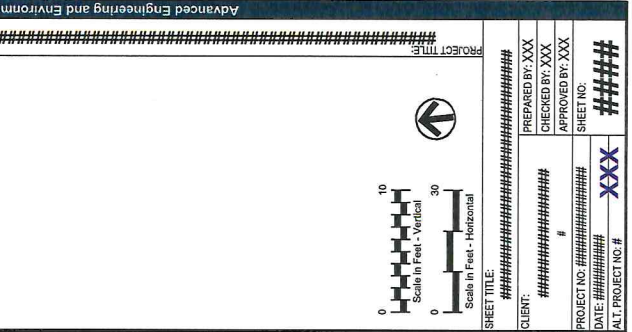 Advanced Engineering and Environm
PROJECT TITLE:
0 10
Scale in Feet - Vertical
0 30
Scale in Feet - Horizontal
SHEET TITLE:
CLIENT:
#
PREPARED BY: XXX
CHECKED BY: XXX
APPROVED BY: XXX
PROJECT NO:
DATE:
ALT. PROJECT NO: #
XXX
SHEET NO:
####